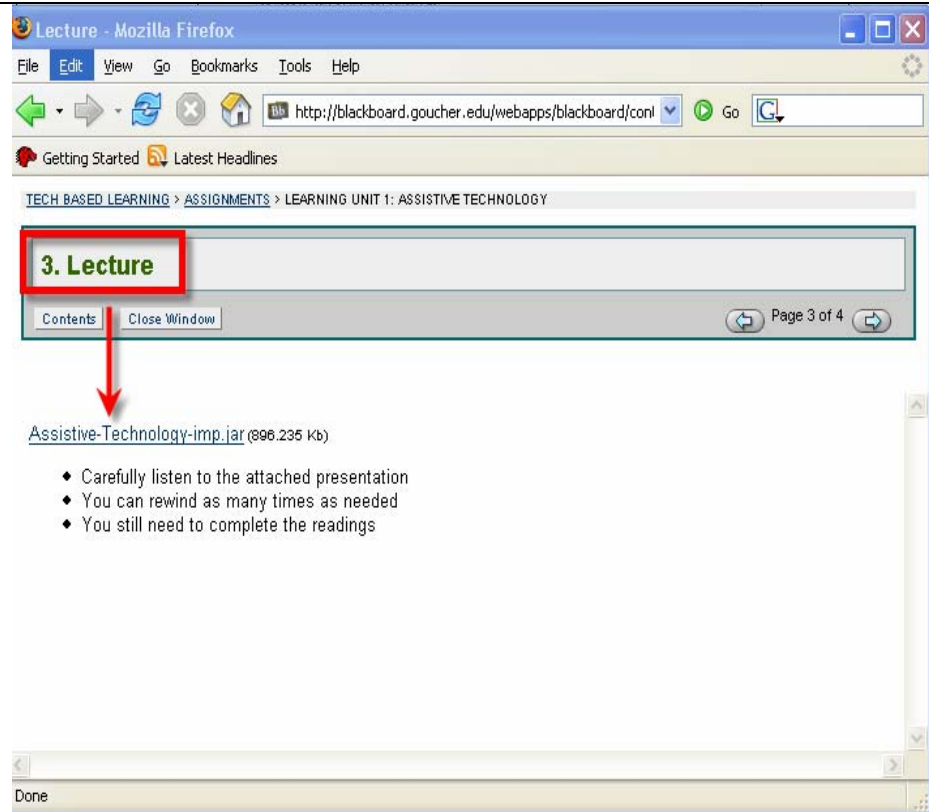 Lecture - Mozilla Firefox
File Edit View Go Bookmarks Tools Help
http://blackboard.goucher.edu/webapps/blackboard/cont Go G
Getting Started Latest Headlines
TECH BASED LEARNING > ASSIGNMENTS > LEARNING UNIT 1: ASSISTIVE TECHNOLOGY
3. Lecture
Contents Close Window Page 3 of 4
Assistive-Technology-imp.jar (896.235 Kb)
Carefully listen to the attached presentation
You can rewind as many times as needed
You still need to complete the readings
Done